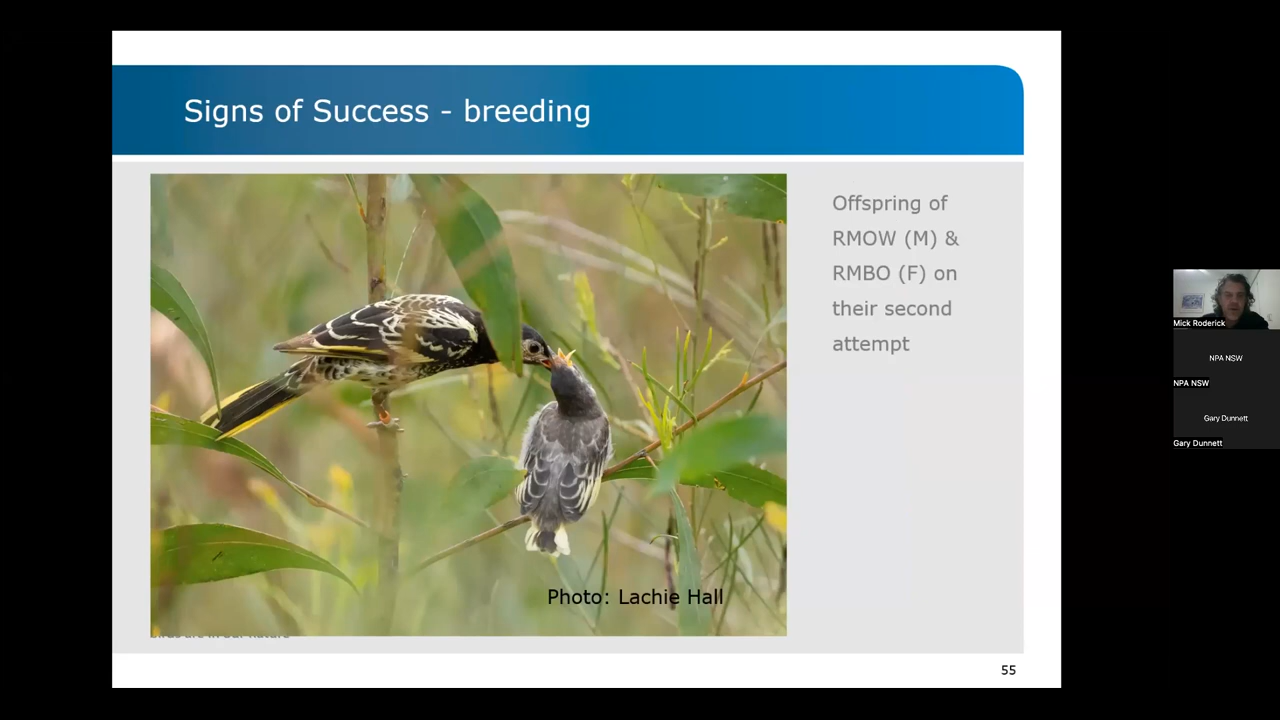 Signs of Success - breeding
Offspring of
RMOW (M) &
RMBO (F) on
their second
attempt
Photo: Lachie Hall
55
Mick Roderick
NPA NSW
NPA NSW
Gary Dunnett
Gary Dunnett